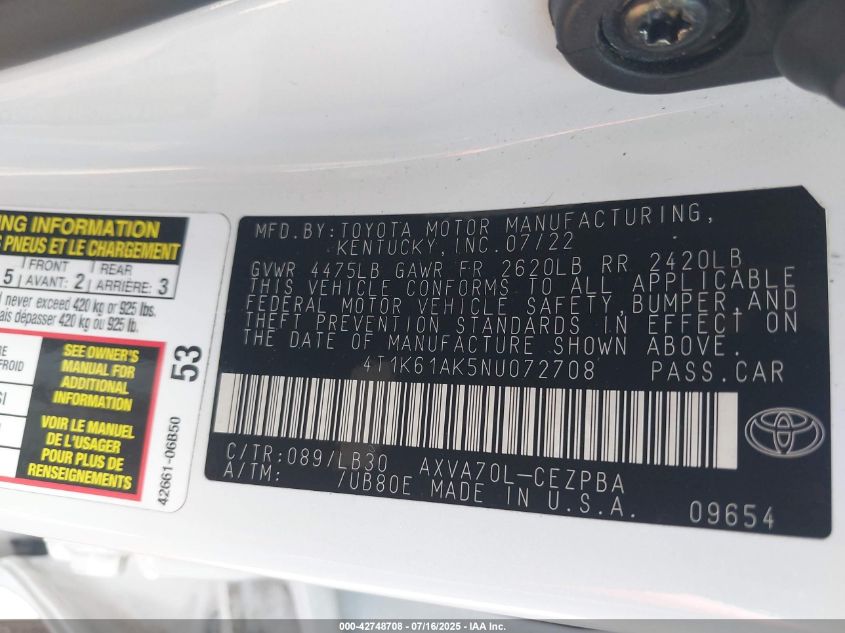 ING INFORMATION
S PNEUS ET LE CHARGEMENT
5 FRONT AVANT: 2 REAR ARRIÈRE: 3
never exceed 420 kg or 925 lbs.
ais dépasser 420 kg ou 925 lb.
SEE OWNER'S
MANUAL FOR
ADDITIONAL
INFORMATION
VOIR LE MANUEL
DE L'USAGER
POUR PLUS DE
RENSEIGNEMENTS
53
42661-06B50
MFD.BY:TOYOTA MOTOR MANUFACTURING,
KENTUCKY,INC.07/22
GVWR 4475LB GAWR FR 2620LB RR 2420LB
THIS VEHICLE CONFORMS TO ALL APPLICABLE
FEDERAL MOTOR VEHICLE SAFETY,BUMPER,AND
THEFT PREVENTION STANDARDS IN EFFECT ON
THE DATE OF MANUFACTURE SHOWN ABOVE.
4T1K61AK5NU072708 PASS.CAR
C/TR:089/LB30 AXVA70L-CEZPBA
A/TM: /UB80E MADE IN U.S.A.
09654
TOYOTA
000-42748708 - 07/16/2025 - IAA Inc.